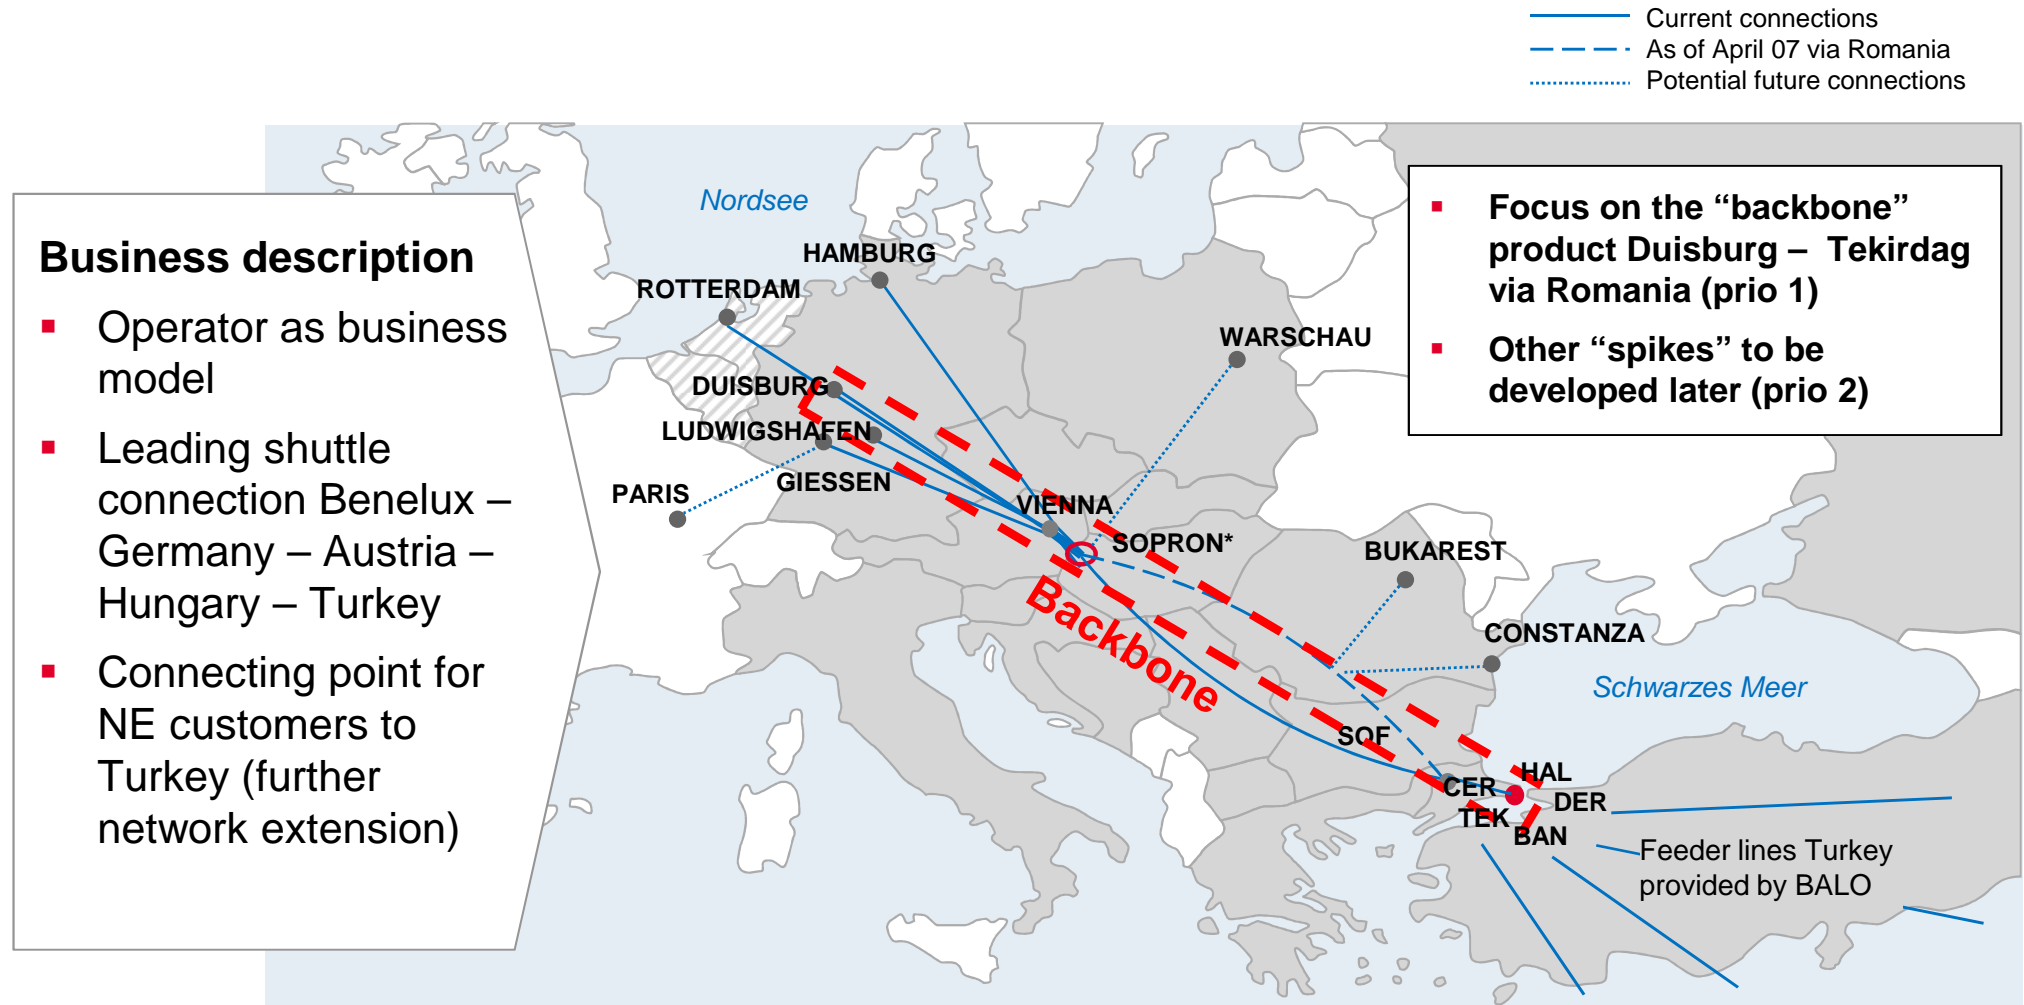 Current connections
As of April 07 via Romania
Potential future connections
Business description
▪ Operator as business
model
▪ Leading shuttle
connection Benelux –
Germany – Austria –
Hungary – Turkey
▪ Connecting point for
NE customers to
Turkey (further
network extension)
▪ Focus on the “backbone”
product Duisburg – Tekirdag
via Romania (prio 1)
▪ Other “spikes” to be
developed later (prio 2)
Nordsee
HAMBURG
ROTTERDAM
WARSCHAU
DUISBURG
LUDWIGSHAFEN
GIESSEN
PARIS
VIENNA
SOPRON*
BUKAREST
Backbone
CONSTANZA
Schwarzes Meer
SOF
HAL
CER
DER
TEK
BAN
Feeder lines Turkey
provided by BALO